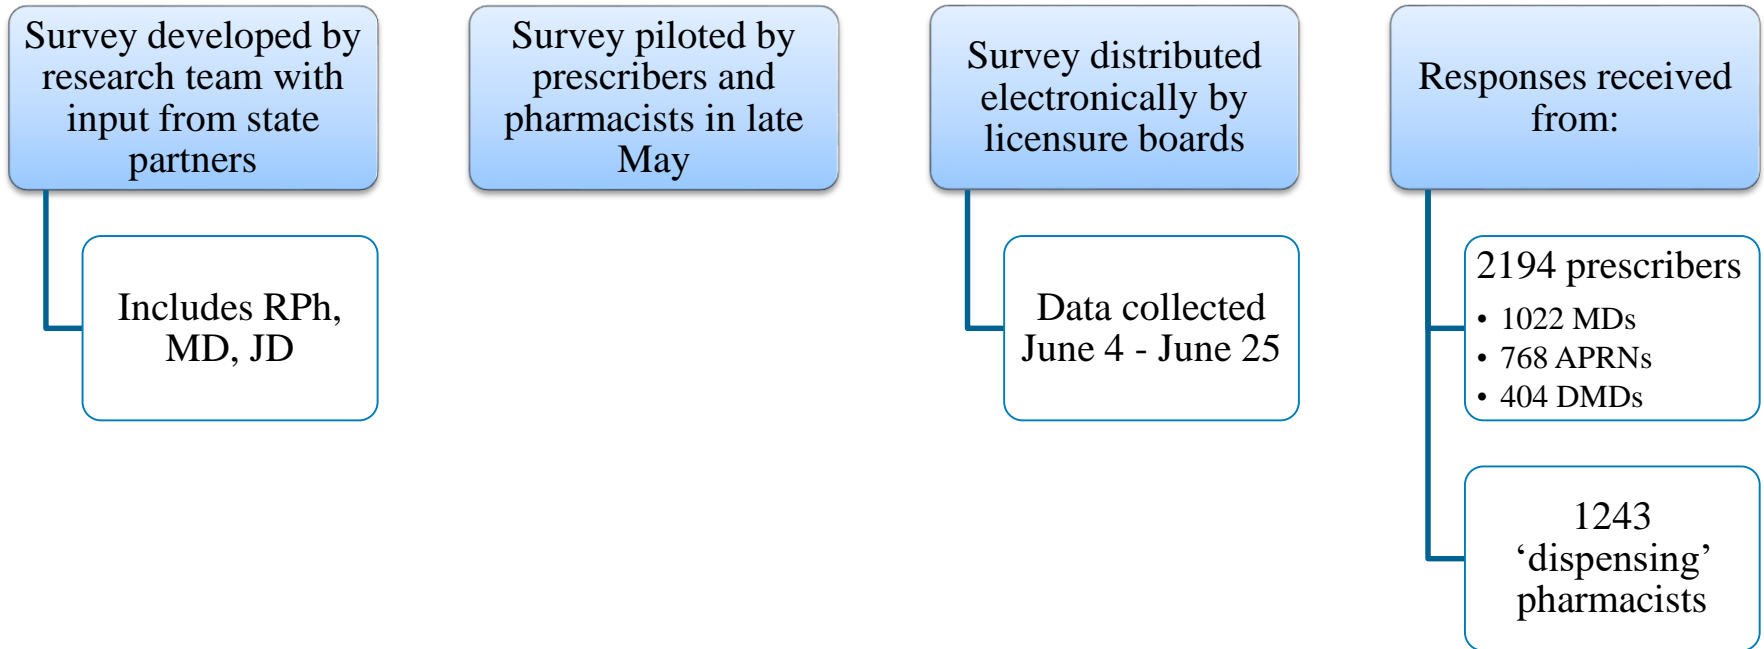 Survey developed by
research team with
input from state
partners
Includes RPh,
MD, JD
Survey piloted by
prescribers and
pharmacists in late
May
Survey distributed
electronically by
licensure boards
Data collected
June 4 - June 25
Responses received
from:
2194 prescribers
• 1022 MDs
• 768 APRNs
• 404 DMDs
1243
‘dispensing’
pharmacists